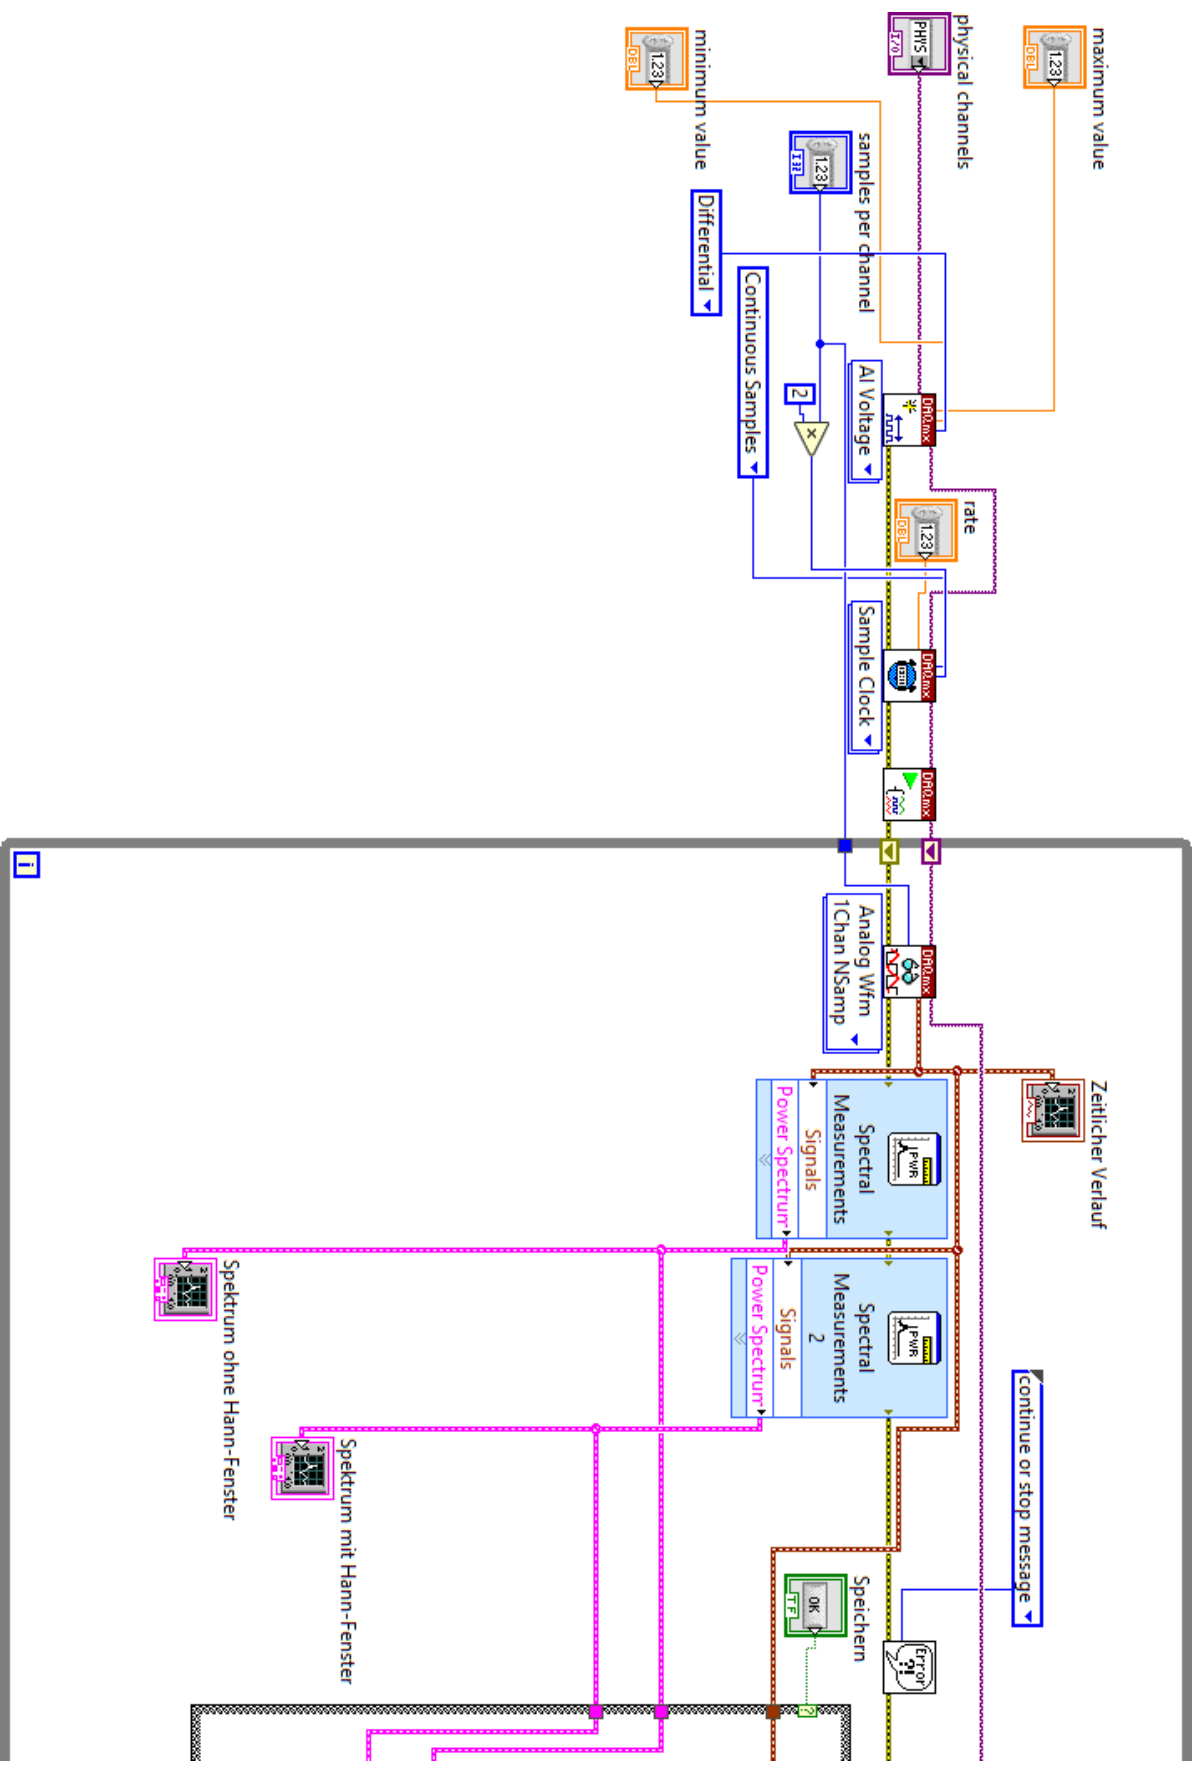 maximum value
1.23
DBL
physical channels
PHYS
I/O
minimum value
1.23
DBL
samples per channel
1.23
I32
Differential
Continuous Samples
2
x
AI Voltage
DAQmx
rate
1.23
DBL
Sample Clock
DAQmx
DAQmx
i
Analog Wfm
1Chan NSamp
DAQmx
Zeitlicher Verlauf
Spectral
Measurements
PWR
Signals
Power Spectrum
Spectral
Measurements
2
PWR
Signals
Power Spectrum
Spektrum ohne Hann-Fenster
Spektrum mit Hann-Fenster
continue or stop message
Speichern
OK
TF
Error
?!
?